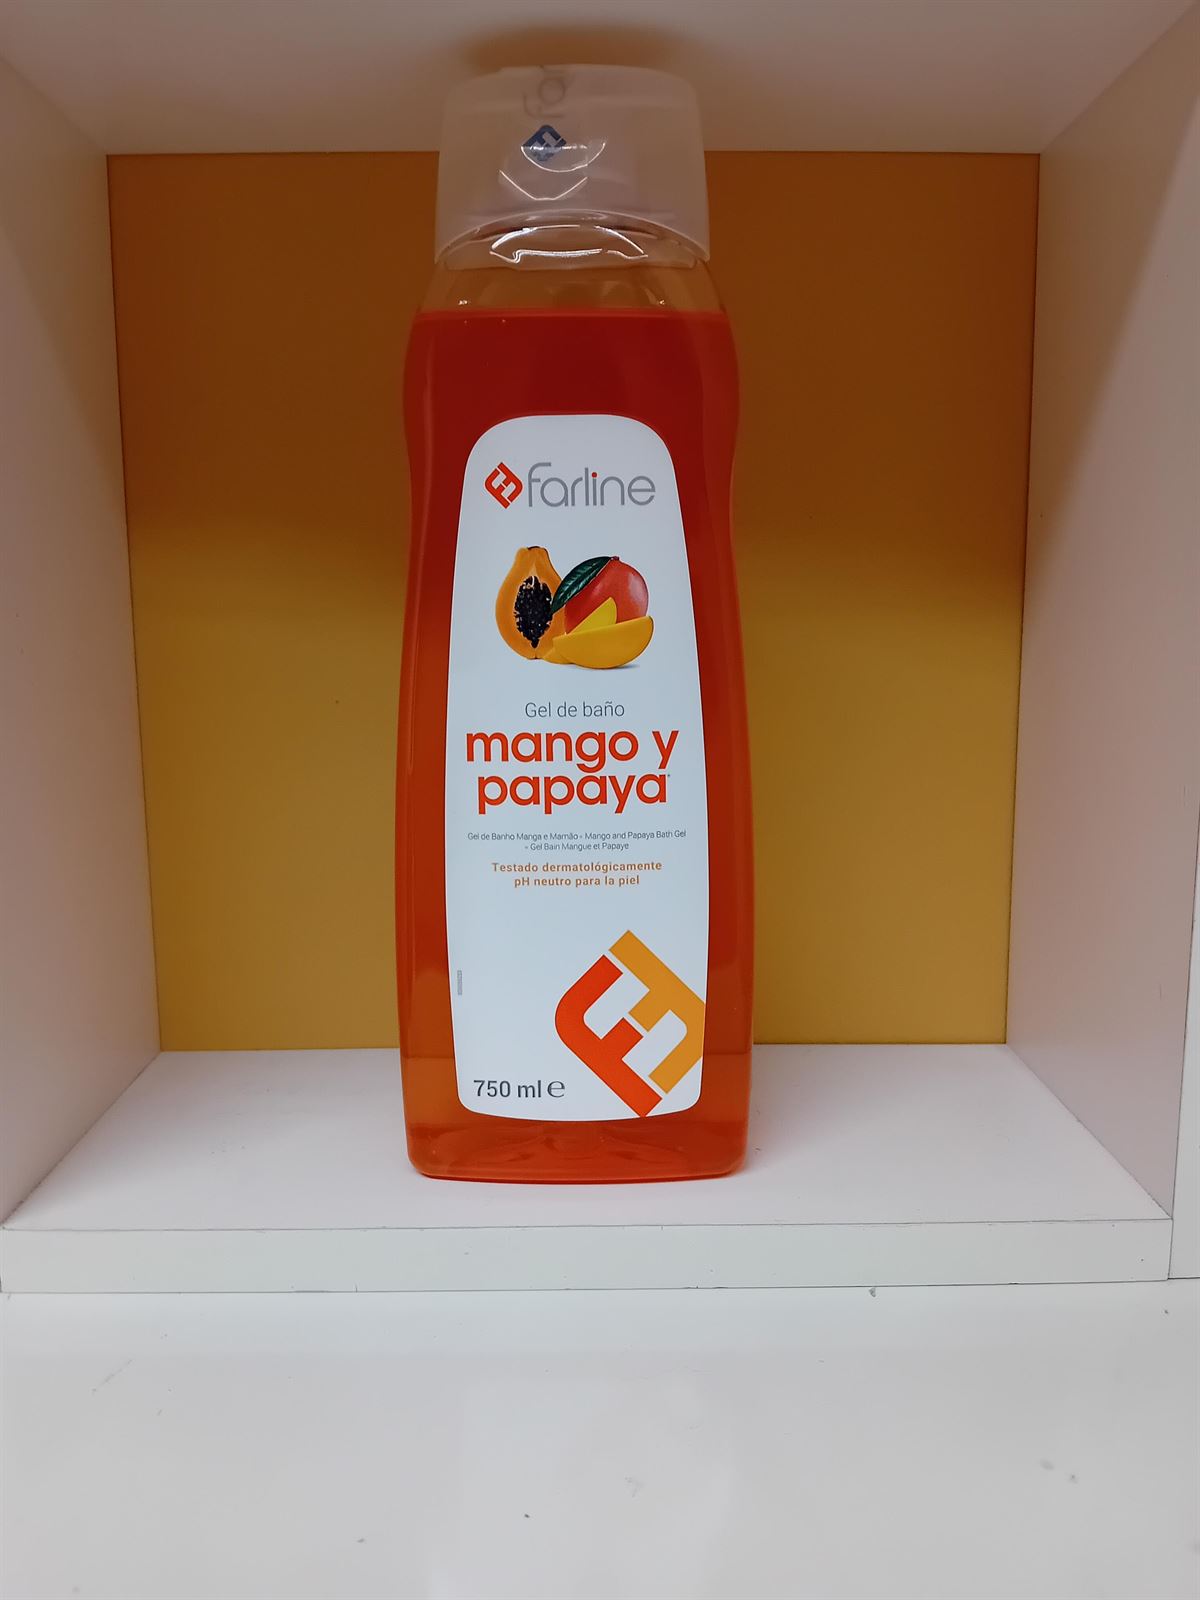 farline
Gel de baño
mango y
papaya*
Gel de Banho Manga e Mamão • Mango and Papaya Bath Gel
• Gel Bain Mangue et Papaye
Testado dermatológicamente
pH neutro para la piel
750 ml ℮